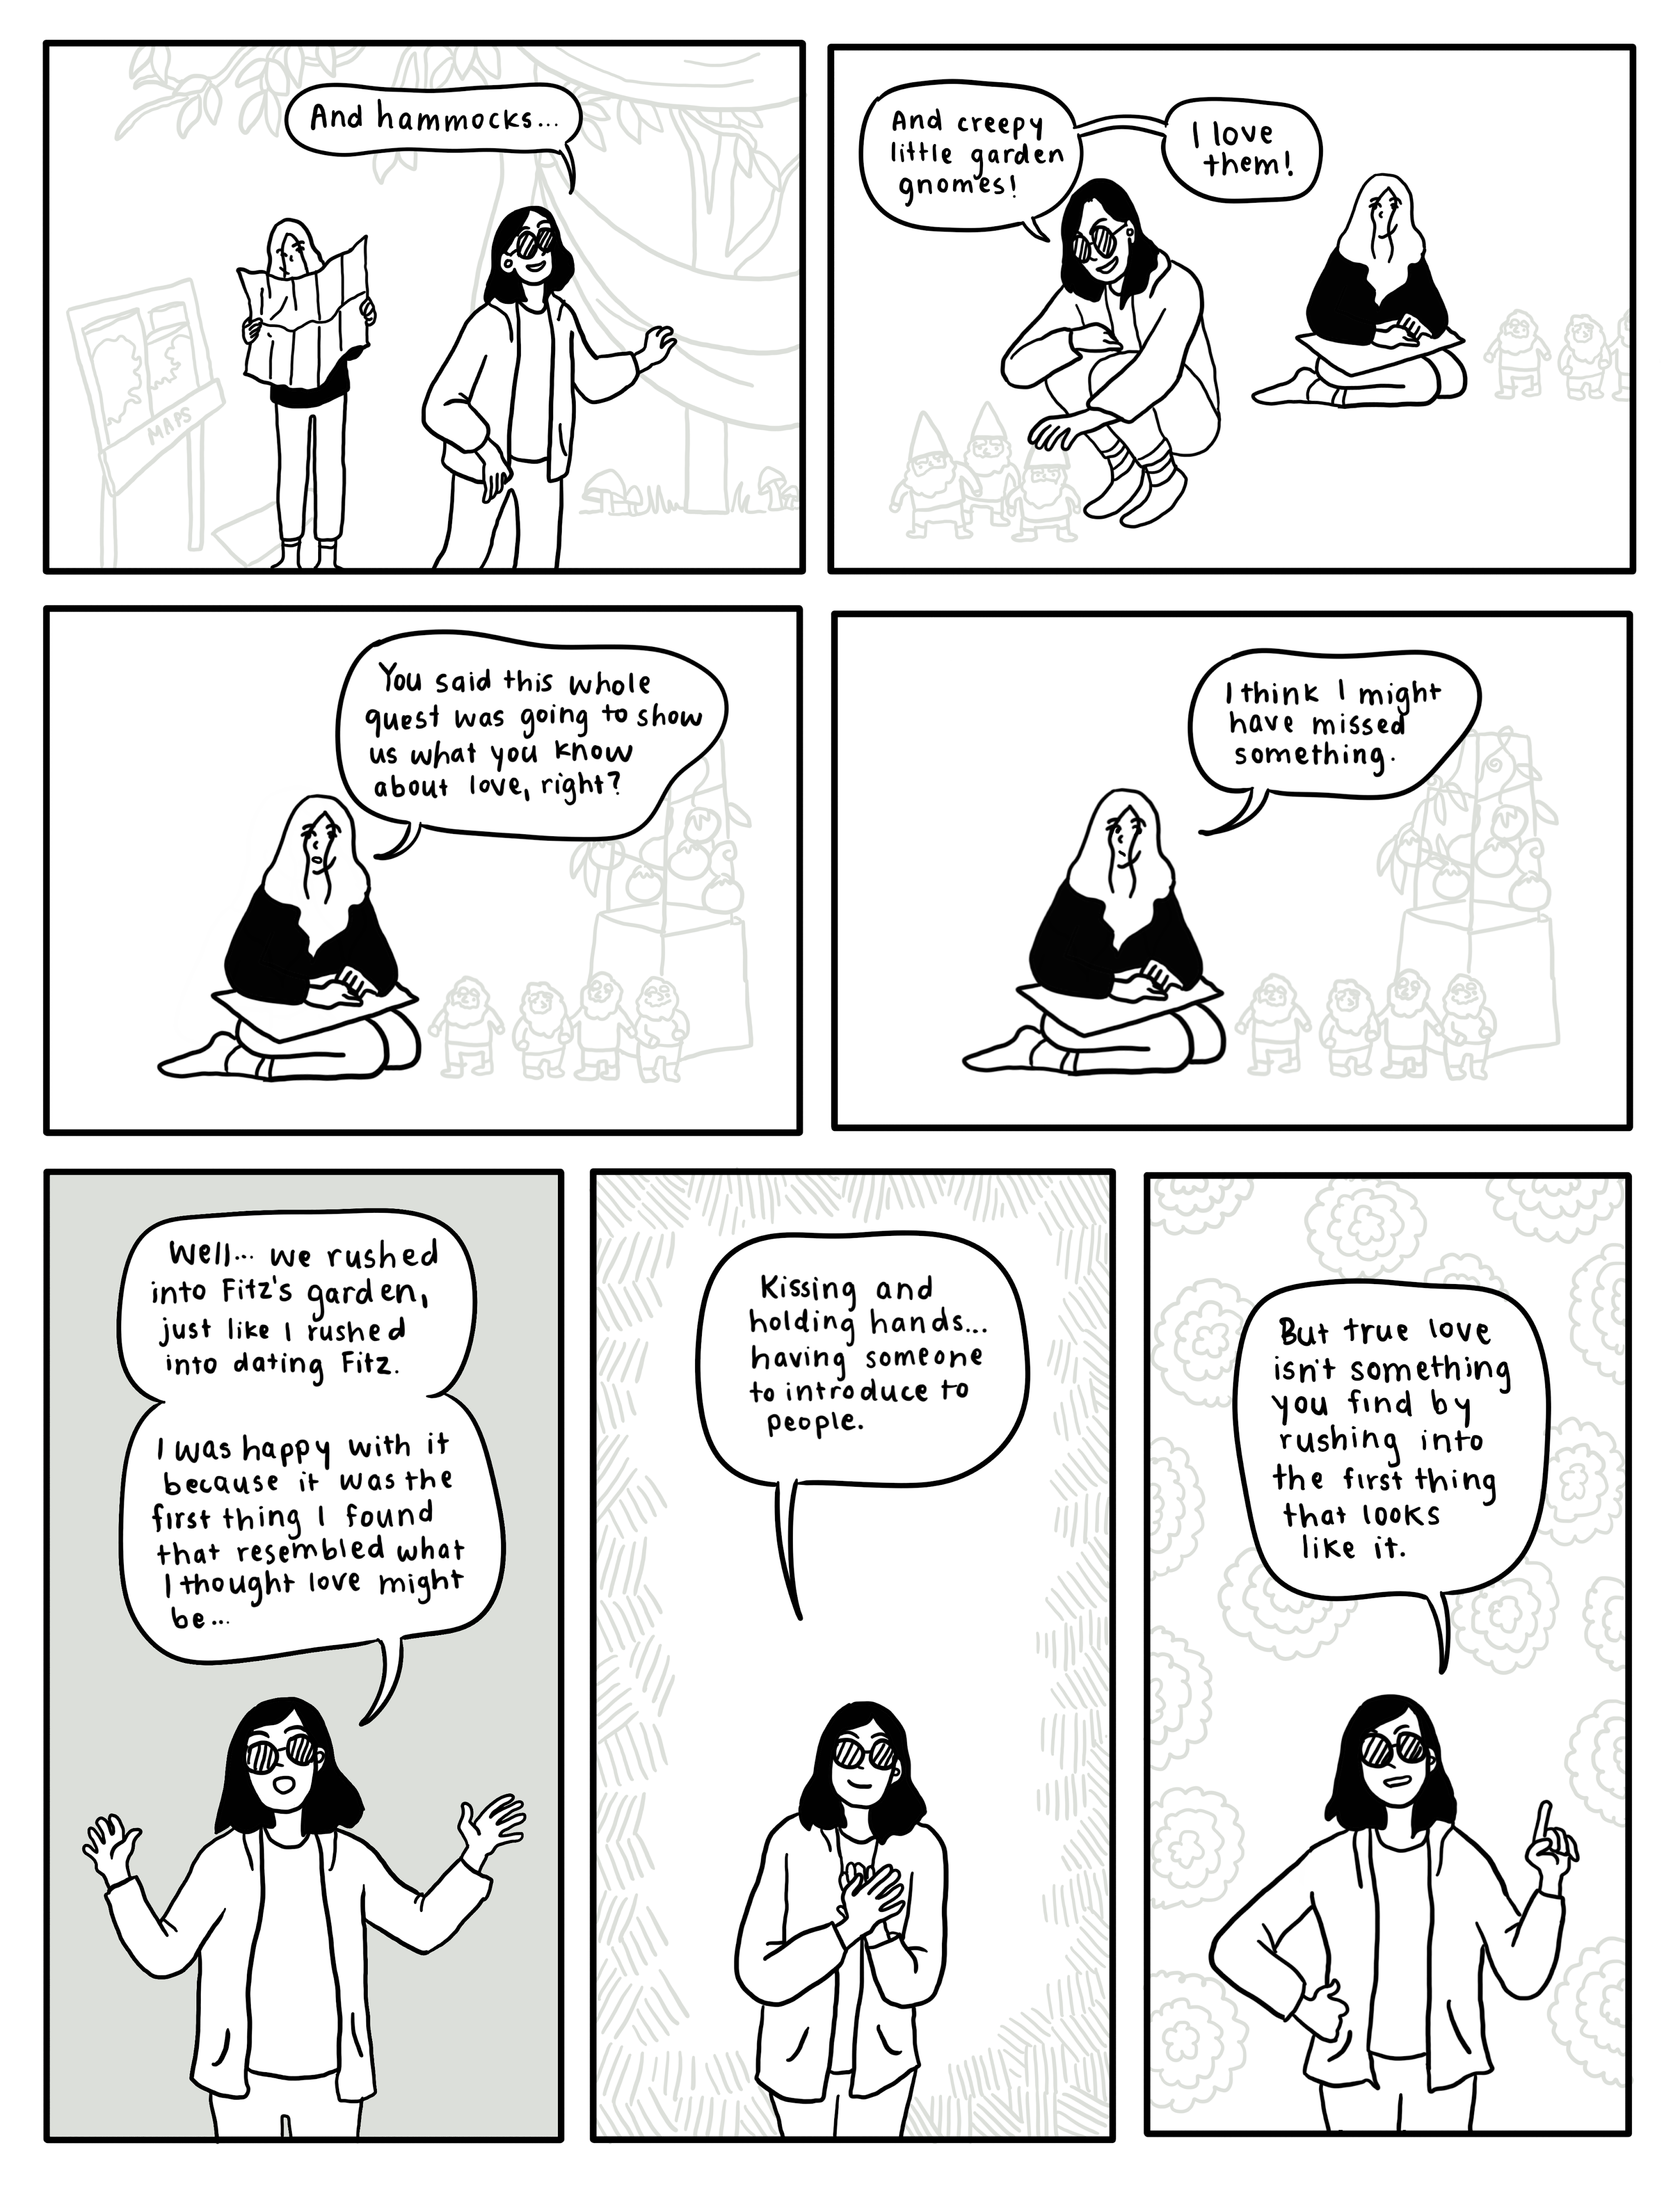 And hammocks...
MAPS
And creepy
little garden
gnomes!
I love
them!
You said this whole
quest was going to show
us what you know
about love, right?
I think I might
have missed
something.
Well... we rushed
into Fitz's garden,
just like I rushed
into dating Fitz.
I was happy with it
because it was the
first thing I found
that resembled what
I thought love might
be...
Kissing and
holding hands...
having someone
to introduce to
people.
But true love
isn't something
you find by
rushing into
the first thing
that looks
like it.